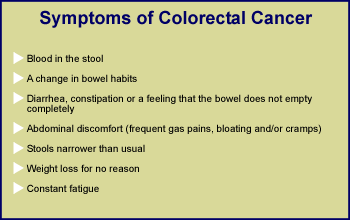 Symptoms of Colorectal Cancer
Blood in the stool
A change in bowel habits
Diarrhea, constipation or a feeling that the bowel does not empty
completely
Abdominal discomfort (frequent gas pains, bloating and/or cramps)
Stools narrower than usual
Weight loss for no reason
Constant fatigue